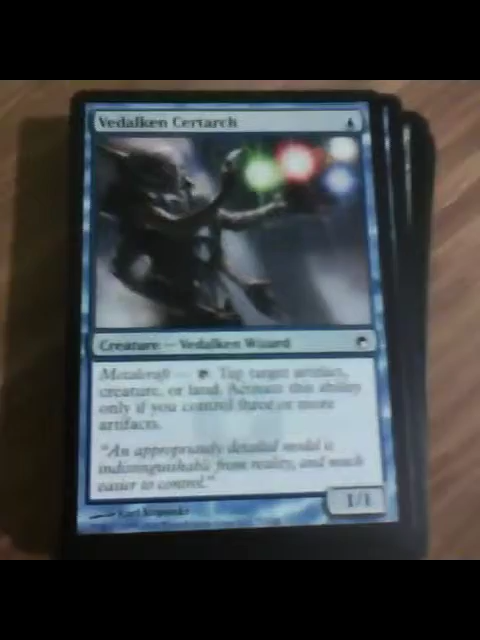 Vedalken Certarch
Creature — Vedalken Wizard
Metalcraft — : Tap target artifact,
creature, or land. Activate this ability
only if you control three or more
artifacts.
"An appropriately detailed model is
indistinguishable from reality, and much
easier to control."
1/1
Karl Kopinski